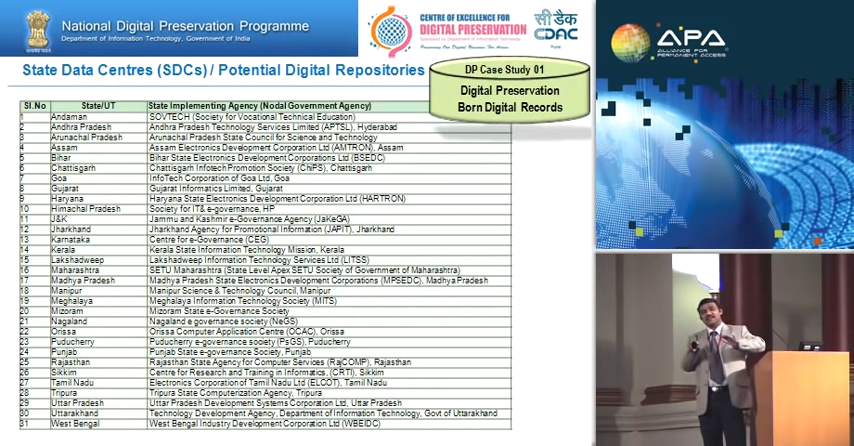 National Digital Preservation Programme
Department of Information Technology, Government of India
CENTRE OF EXCELLENCE FOR
DIGITAL PRESERVATION
Sponsored by Department of Information Technology
Preserving Our Digital Future For Ages
सी डैक
CDAC
APA
ALLIANCE FOR
PERMANENT ACCESS
State Data Centres (SDCs) / Potential Digital Repositories
DP Case Study 01
Digital Preservation
Born Digital Records
Sl.No State/UT State Implementing Agency (Nodal Government Agency)
1 Andaman SOVTECH (Society for Vocational Technical Education)
2 Andhra Pradesh Andhra Pradesh Technology Services Limited (APTSL), Hyderabad
3 Arunachal Pradesh Arunachal Pradesh State Council for Science and Technology
4 Assam Assam Electronics Development Corporation Ltd (AMTRON), Assam
5 Bihar Bihar State Electronics Development Corporations Ltd (BSEDC)
6 Chattisgarh Chattisgarh Infotech Promotion Society (ChiPS), Chattisgarh
7 Goa InfoTech Corporation of Goa Ltd, Goa
8 Gujarat Gujarat Informatics Limited, Gujarat
9 Haryana Haryana State Electronics Development Corporation Ltd (HARTRON)
10 Himachal Pradesh Society for IT& e-governance, HP
11 J&K Jammu and Kashmir e-Governance Agency (JaKeGA)
12 Jharkhand Jharkhand Agency for Promotional Information (JAPIT), Jharkhand
13 Karnataka Centre for e-Governance (CEG)
14 Kerala Kerala State Information Technology Mission, Kerala
15 Lakshadweep Lakshadweep Information Technology Services Ltd (LITSS)
16 Maharashtra SETU Maharashtra (State Level Apex SETU Society of Government of Maharashtra)
17 Madhya Pradesh Madhya Pradesh State Electronics Development Corporations (MPSEDC), Madhya Pradesh
18 Manipur Manipur Science & Technology Council, Manipur
19 Meghalaya Meghalaya Information Technology Society (MITS)
20 Mizoram Mizoram State e-Governance Society
21 Nagaland Nagaland e governance society (NeGS)
22 Orissa Orissa Computer Application Centre (OCAC), Orissa
23 Puducherry Puducherry e-governance society (PsGS), Puducherry
24 Punjab Punjab State e-governance Society, Punjab
25 Rajasthan Rajasthan State Agency for Computer Services (RajCOMP), Rajasthan
26 Sikkim Centre for Research and Training in Informatics, (CRTI), Sikkim
27 Tamil Nadu Electronics Corporation of Tamil Nadu Ltd (ELCOT), Tamil Nadu
28 Tripura Tripura State Computerization Agency, Tripura
29 Uttar Pradesh Uttar Pradesh Development Systems Corporation Ltd, Uttar Pradesh
30 Uttarakhand Technology Development Agency, Department of Information Technology, Govt of Uttarakhand
31 West Bengal West Bengal Industry Development Corporation Ltd (WBEIDC)